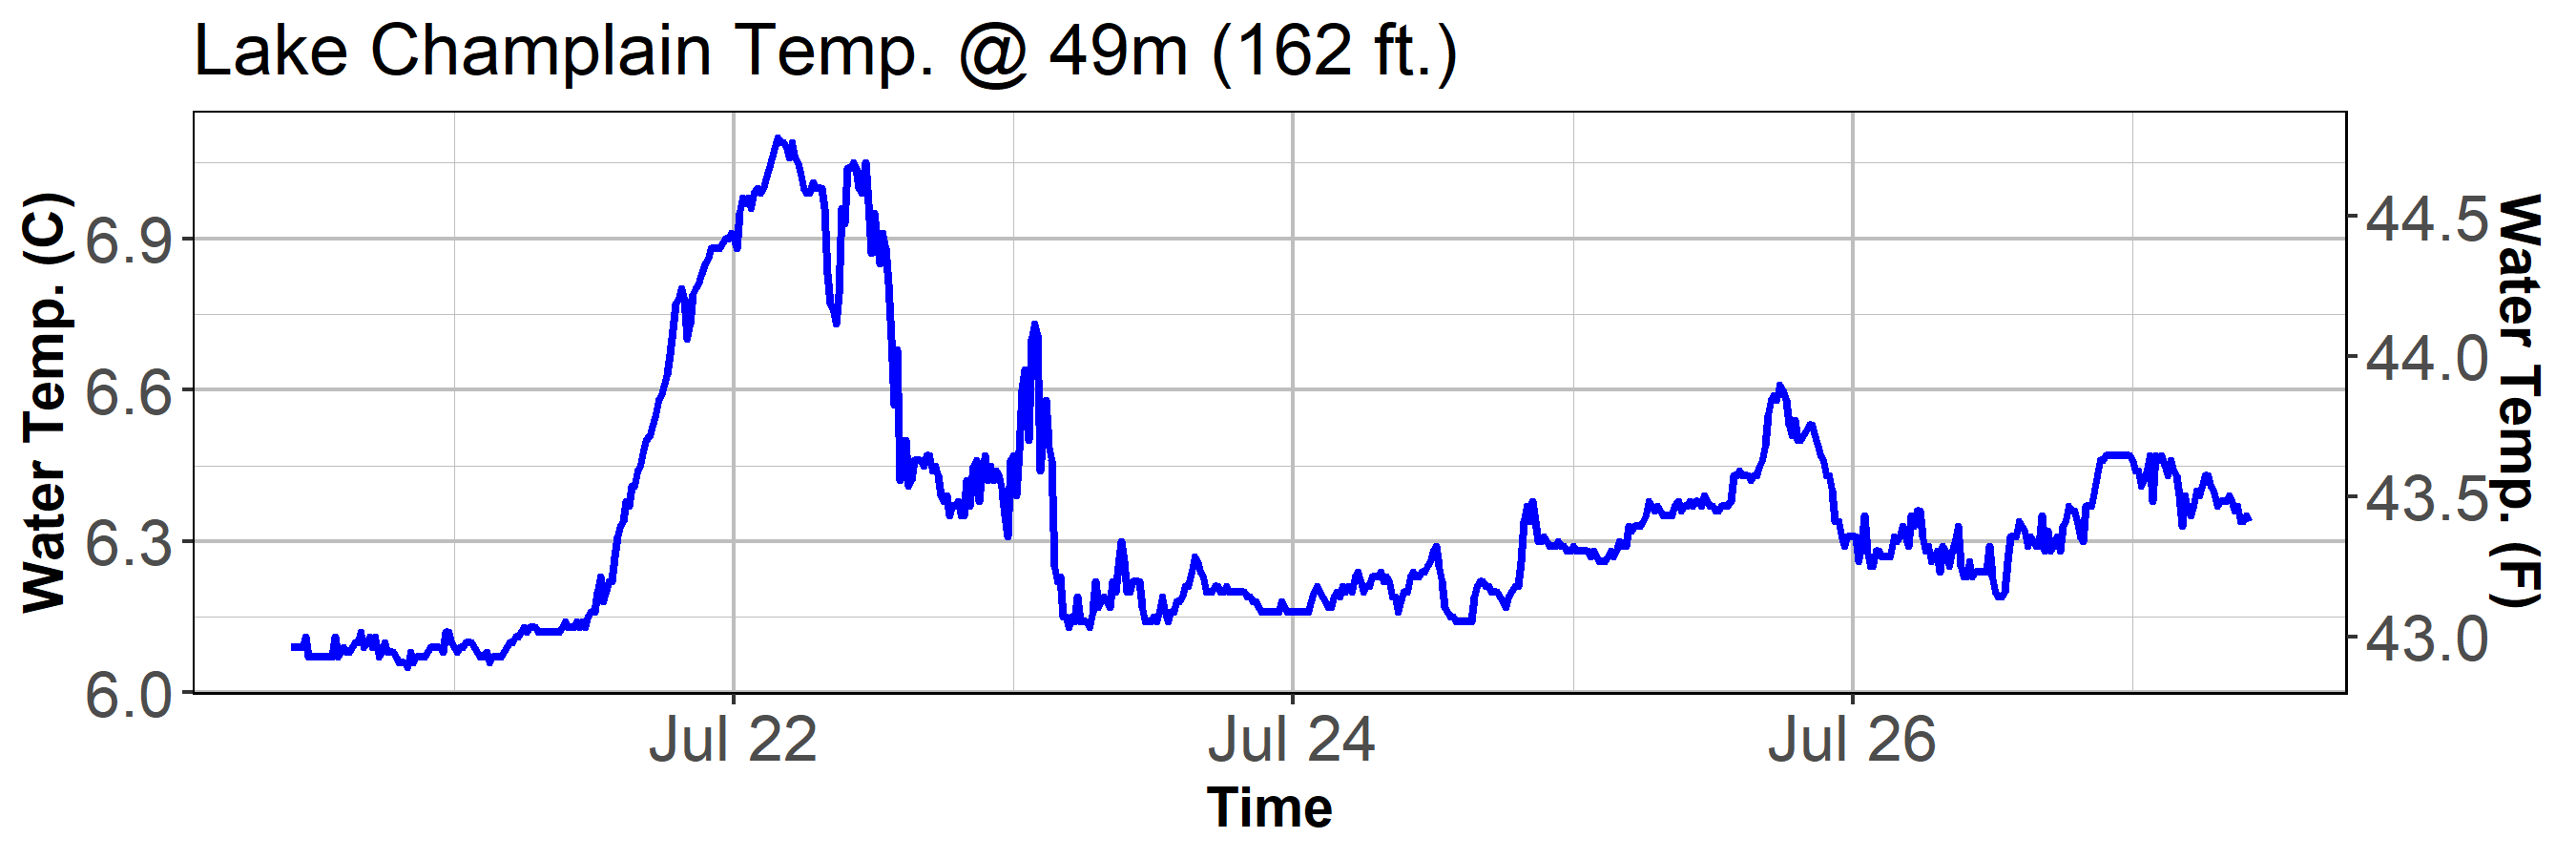 Lake Champlain Temp. @ 49m (162 ft.)
Water Temp. (C)
6.9
6.6
6.3
6.0
44.5
44.0
43.5
43.0
Water Temp. (F)
Jul 22
Jul 24
Jul 26
Time